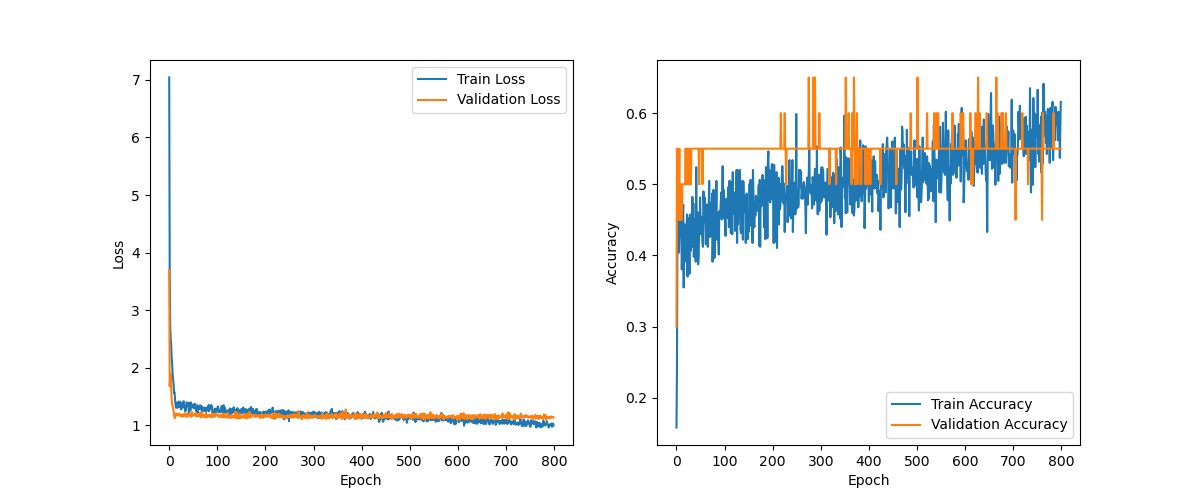 7
6
5
4
3
2
1
Loss
0 100 200 300 400 500 600 700 800
Epoch
Train Loss
Validation Loss
0.6
0.5
0.4
0.3
0.2
Accuracy
0 100 200 300 400 500 600 700 800
Epoch
Train Accuracy
Validation Accuracy